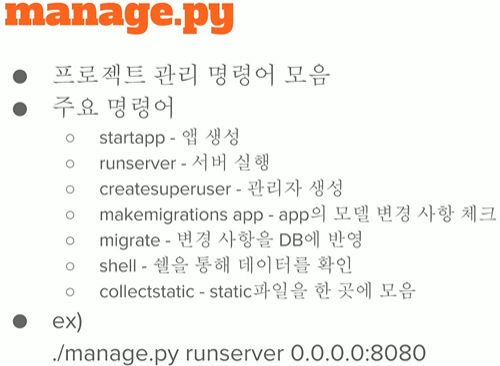 manage.py
● 프로젝트 관리 명령어 모음
● 주요 명령어
○ startapp - 앱 생성
○ runserver - 서버 실행
○ createsuperuser - 관리자 생성
○ makemigrations app - app의 모델 변경 사항 체크
○ migrate - 변경 사항을 DB에 반영
○ shell - 쉘을 통해 데이터를 확인
○ collectstatic - static파일을 한 곳에 모음
● ex)
./manage.py runserver 0.0.0.0:8080